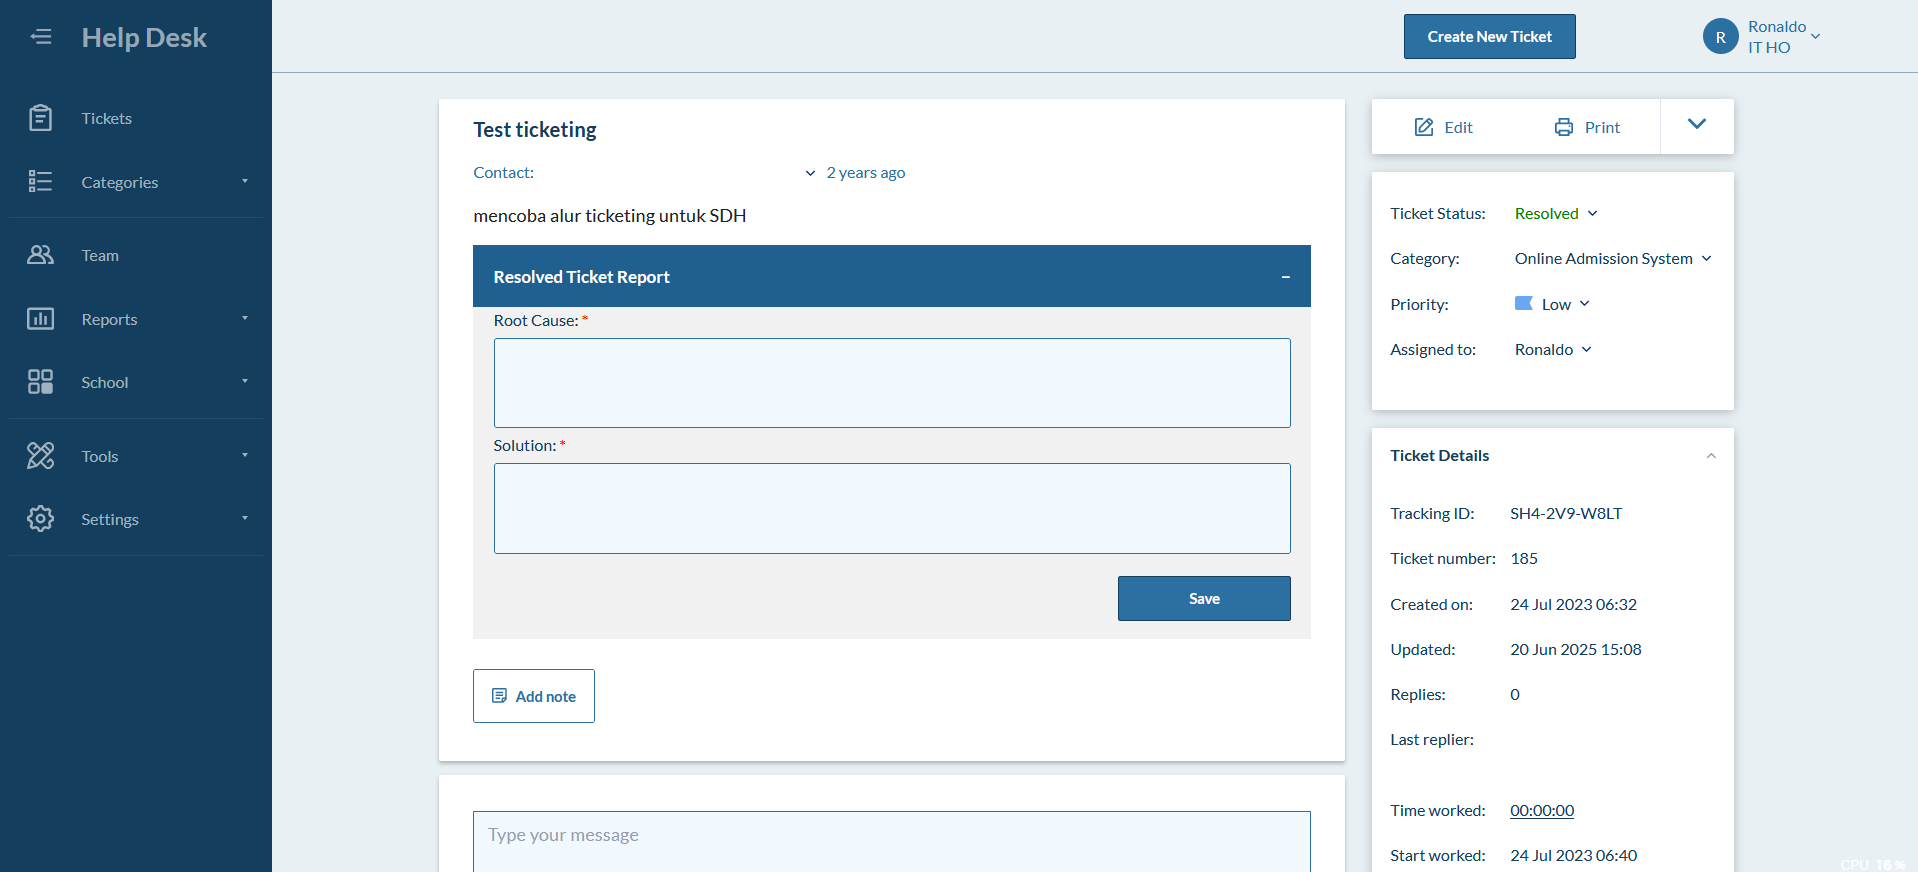 Help Desk
Create New Ticket
R
Ronaldo
IT HO
Tickets
Categories
Team
Reports
School
Tools
Settings
Test ticketing
Contact:
2 years ago
mencoba alur ticketing untuk SDH
Resolved Ticket Report
Root Cause: *
Solution: *
Save
Add note
Type your message
Edit
Print
Ticket Status: Resolved
Category: Online Admission System
Priority: Low
Assigned to: Ronaldo
Ticket Details
Tracking ID: SH4-2V9-W8LT
Ticket number: 185
Created on: 24 Jul 2023 06:32
Updated: 20 Jun 2025 15:08
Replies: 0
Last replier:
Time worked: 00:00:00
Start worked: 24 Jul 2023 06:40
CPU 16 %